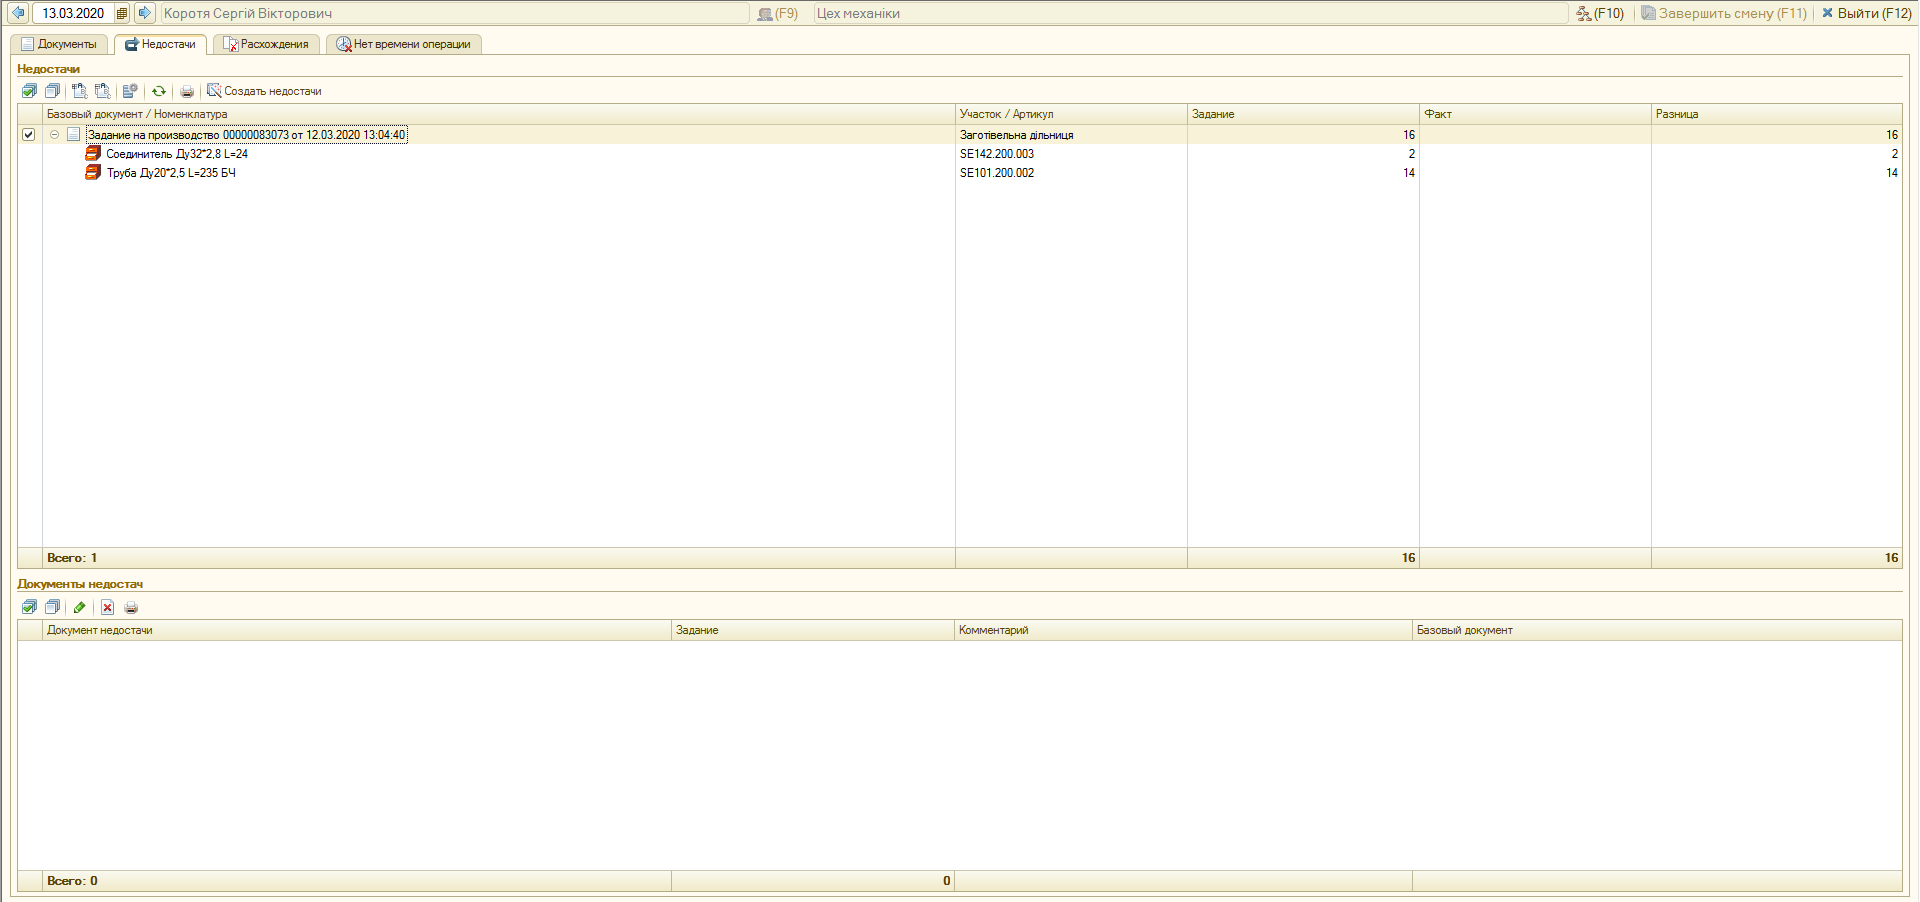 13.03.2020 Коротя Сергій Вікторович (F9) Цех механіки (F10) Завершить смену (F11) Выйти (F12)
Документы Недостачи Расхождения Нет времени операции
Недостачи
Создать недостачи
Базовый документ / Номенклатура Участок / Артикул Задание Факт Разница
Задание на производство 00000083073 от 12.03.2020 13:04:40 Заготівельна дільниця 16 16
Соединитель Ду32*2,8 L=24 SE142.200.003 2 2
Труба Ду20*2,5 L=235 БЧ SE101.200.002 14 14
Всего: 1 16 16
Документы недостач
Документ недостачи Задание Комментарий Базовый документ
Всего: 0 0